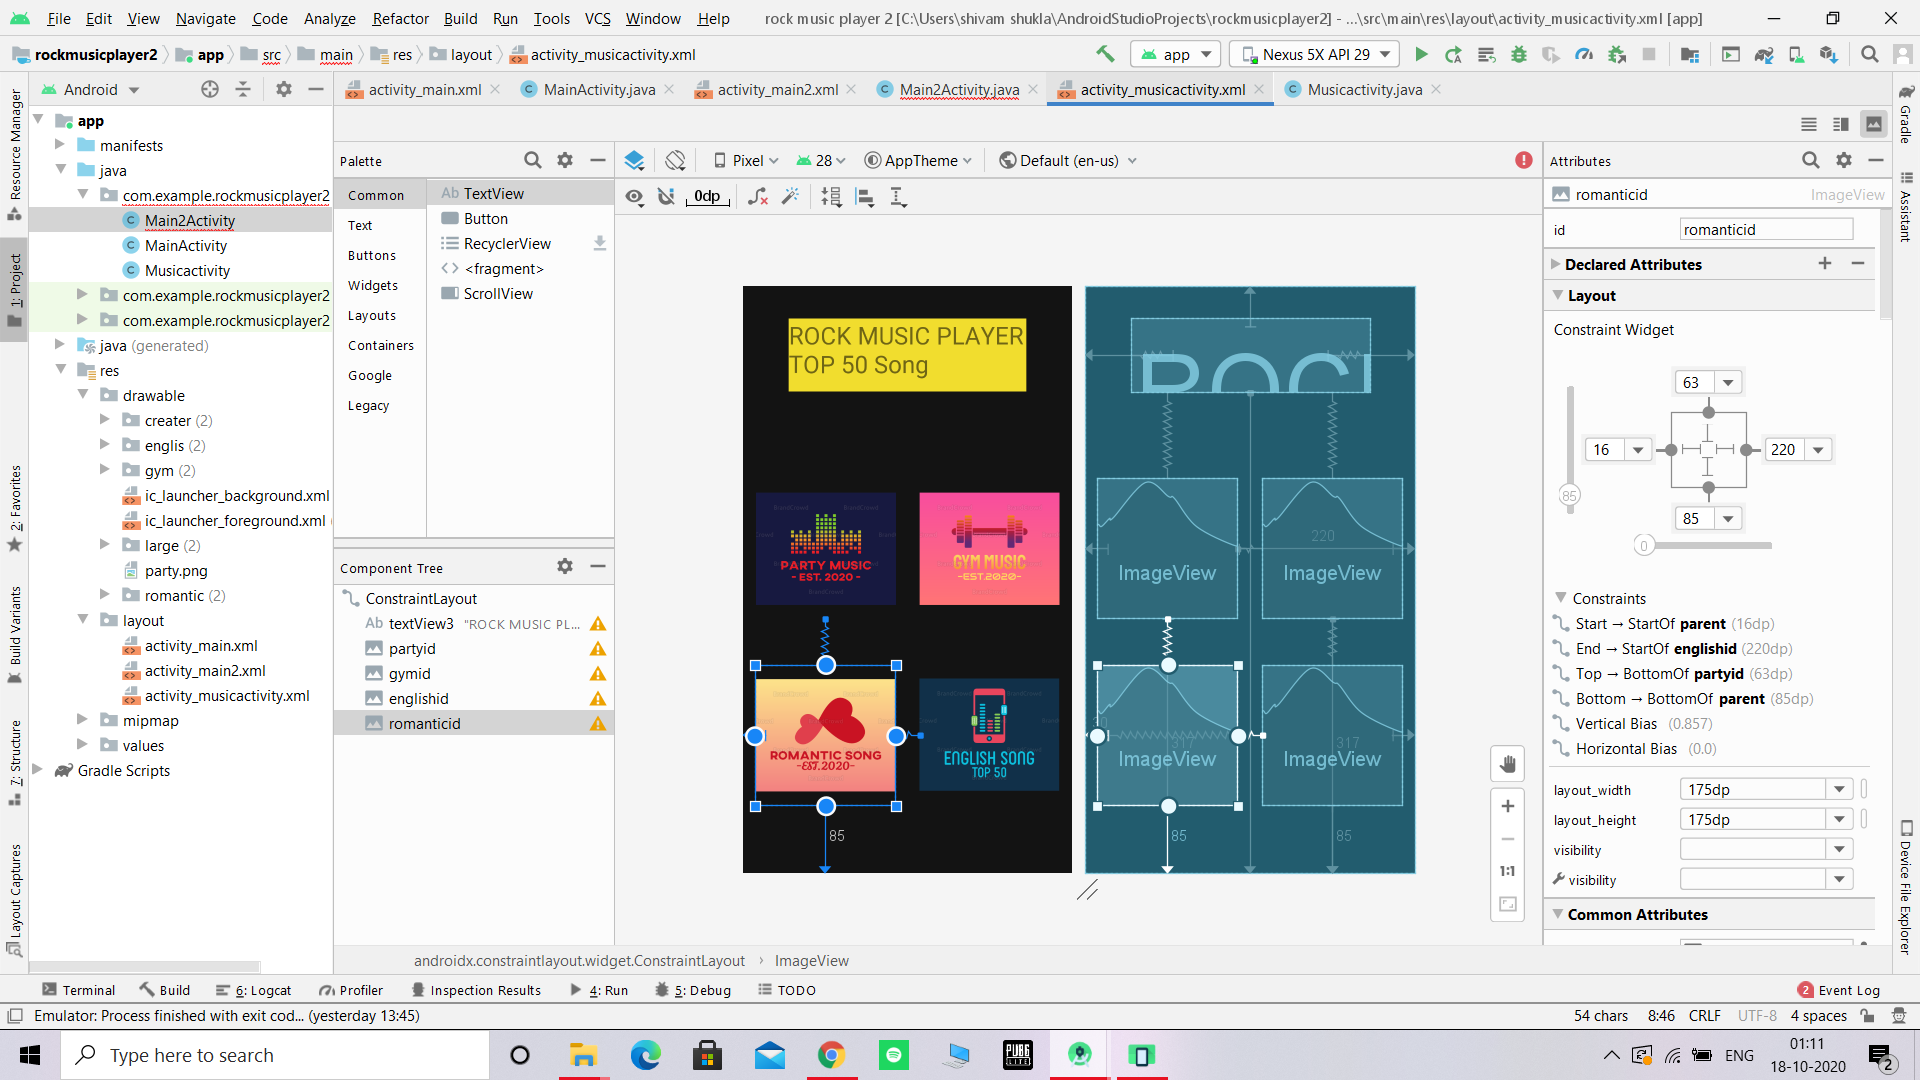 File Edit View Navigate Code Analyze Refactor Build Run Tools VCS Window Help rock music player 2 [C:\Users\shivam shukla\AndroidStudioProjects\rockmusicplayer2] - ...\src\main\res\layout\activity_musicactivity.xml [app]
rockmusicplayer2 app src main res layout activity_musicactivity.xml app Nexus 5X API 29
Android activity_main.xml MainActivity.java activity_main2.xml Main2Activity.java activity_musicactivity.xml Musicactivity.java
Resource Manager
1: Project
2: Favorites
Build Variants
7: Structure
Layout Captures
app
manifests
java
com.example.rockmusicplayer2
Main2Activity
MainActivity
Musicactivity
com.example.rockmusicplayer2
com.example.rockmusicplayer2
java (generated)
res
drawable
creater (2)
englis (2)
gym (2)
ic_launcher_background.xml
ic_launcher_foreground.xml (
large (2)
party.png
romantic (2)
layout
activity_main.xml
activity_main2.xml
activity_musicactivity.xml
mipmap
values
Gradle Scripts
Palette
Common
Text
Buttons
Widgets
Layouts
Containers
Google
Legacy
Ab TextView
Button
RecyclerView
<fragment>
ScrollView
Component Tree
ConstraintLayout
Ab textView3 "ROCK MUSIC PL...
partyid
gymid
englishid
romanticid
Pixel 28 AppTheme Default (en-us)
0dp
ROCK MUSIC PLAYER
TOP 50 Song
PARTY MUSIC
- EST. 2020 -
GYM MUSIC
-EST.2020-
ROMANTIC SONG
-EST.2020-
ENGLISH SONG
TOP 50
85
220
ImageView ImageView
317 317
ImageView ImageView
85 85
1:1
Attributes
romanticid ImageView
id romanticid
Declared Attributes
Layout
Constraint Widget
63
16 220
85
85
0
Constraints
Start → StartOf parent (16dp)
End → StartOf englishid (220dp)
Top → BottomOf partyid (63dp)
Bottom → BottomOf parent (85dp)
Vertical Bias (0.857)
Horizontal Bias (0.0)
layout_width 175dp
layout_height 175dp
visibility
visibility
Common Attributes
Gradle
Assistant
Device File Explorer
androidx.constraintlayout.widget.ConstraintLayout › ImageView
Terminal Build 6: Logcat Profiler Inspection Results 4: Run 5: Debug TODO 2 Event Log
Emulator: Process finished with exit cod... (yesterday 13:45) 54 chars 8:46 CRLF UTF-8 4 spaces
Type here to search PUBG LITE ENG 01:11
18-10-2020 2